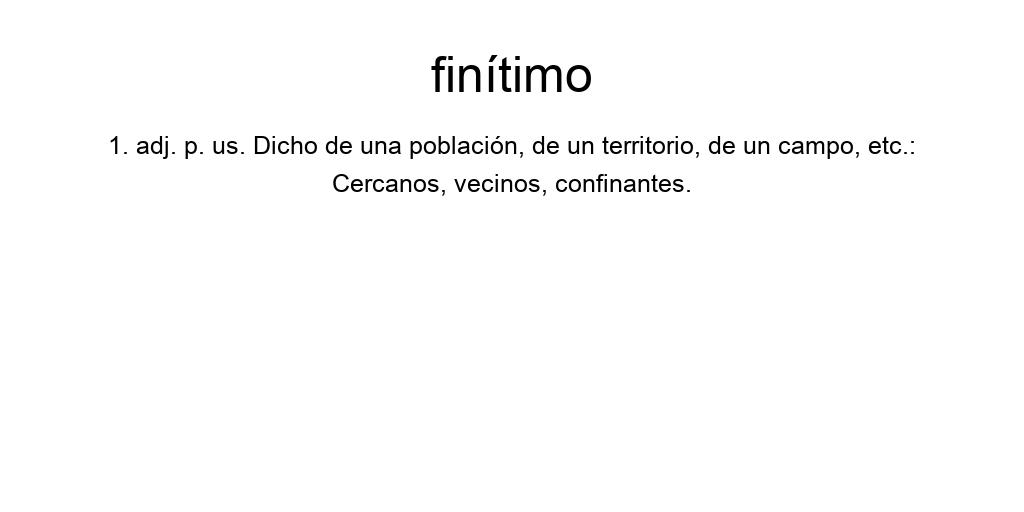 finítimo
1. adj. p. us. Dicho de una población, de un territorio, de un campo, etc.:
Cercanos, vecinos, confinantes.